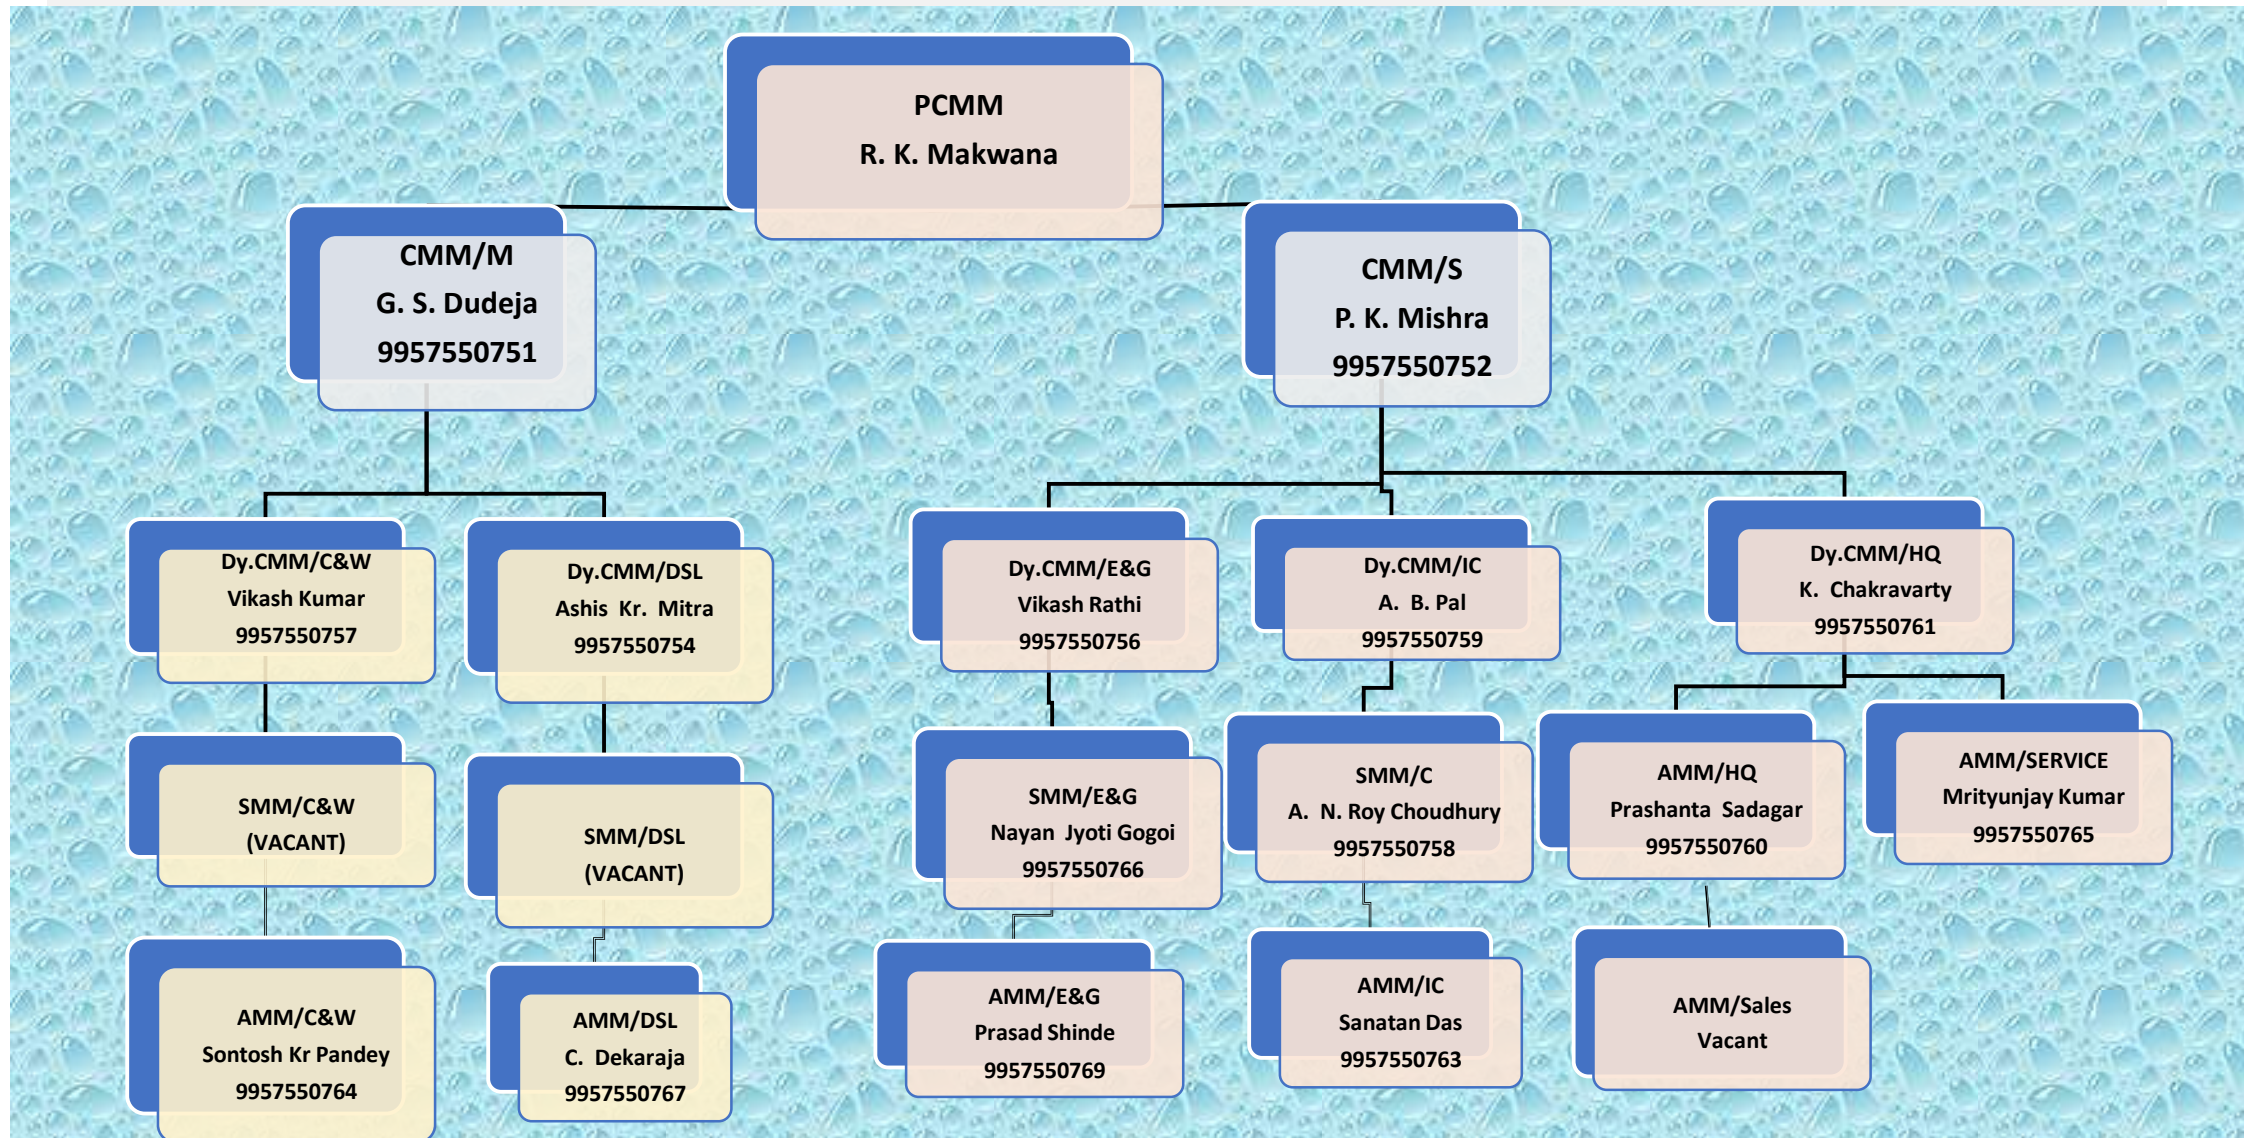 PCMM
R. K. Makwana
CMM/M
G. S. Dudeja
9957550751
CMM/S
P. K. Mishra
9957550752
Dy.CMM/C&W
Vikash Kumar
9957550757
Dy.CMM/DSL
Ashis Kr. Mitra
9957550754
Dy.CMM/E&G
Vikash Rathi
9957550756
Dy.CMM/IC
A. B. Pal
9957550759
Dy.CMM/HQ
K. Chakravarty
9957550761
SMM/C&W
(VACANT)
SMM/DSL
(VACANT)
SMM/E&G
Nayan Jyoti Gogoi
9957550766
SMM/C
A. N. Roy Choudhury
9957550758
AMM/HQ
Prashanta Sadagar
9957550760
AMM/SERVICE
Mrityunjay Kumar
9957550765
AMM/C&W
Sontosh Kr Pandey
9957550764
AMM/DSL
C. Dekaraja
9957550767
AMM/E&G
Prasad Shinde
9957550769
AMM/IC
Sanatan Das
9957550763
AMM/Sales
Vacant